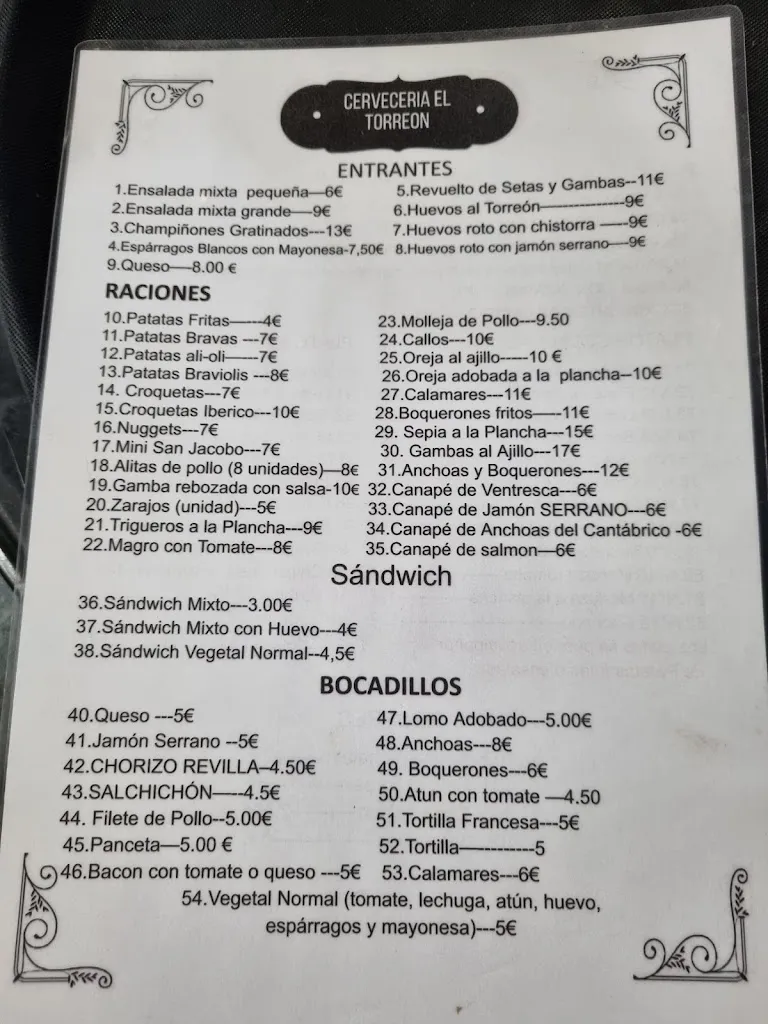 CERVECERIA EL
TORREON
ENTRANTES
1.Ensalada mixta pequeña—6€
2.Ensalada mixta grande—-9€
3.Champiñones Gratinados---13€
4.Espárragos Blancos con Mayonesa-7,50€
9.Queso—-8.00 €
5.Revuelto de Setas y Gambas--11€
6.Huevos al Torreón---------------9€
7.Huevos roto con chistorra —--9€
8.Huevos roto con jamón serrano—-9€
RACIONES
10.Patatas Fritas——-4€
11.Patatas Bravas ---7€
12.Patatas ali-oli——7€
13.Patatas Braviolis ---8€
14. Croquetas—-7€
15.Croquetas Iberico---10€
16.Nuggets—-7€
17.Mini San Jacobo---7€
18.Alitas de pollo (8 unidades)—8€
19.Gamba rebozada con salsa-10€
20.Zarajos (unidad)---5€
21.Trigueros a la Plancha---9€
22.Magro con Tomate---8€
23.Molleja de Pollo---9.50
24.Callos---10€
25.Oreja al ajillo-----10 €
26.Oreja adobada a la plancha--10€
27.Calamares---11€
28.Boquerones fritos——11€
29. Sepia a la Plancha---15€
30. Gambas al Ajillo---17€
31.Anchoas y Boquerones---12€
32.Canapé de Ventresca---6€
33.Canapé de Jamón SERRANO---6€
34.Canapé de Anchoas del Cantábrico -6€
35.Canapé de salmon—6€
Sándwich
36.Sándwich Mixto---3.00€
37.Sándwich Mixto con Huevo---4€
38.Sándwich Vegetal Normal--4,5€
BOCADILLOS
40.Queso ---5€
41.Jamón Serrano --5€
42.CHORIZO REVILLA–4.50€
43.SALCHICHÓN——4.5€
44. Filete de Pollo--5.00€
45.Panceta—5.00 €
46.Bacon con tomate o queso ---5€
47.Lomo Adobado---5.00€
48.Anchoas---8€
49. Boquerones---6€
50.Atun con tomate —4.50
51.Tortilla Francesa---5€
52.Tortilla-----------5
53.Calamares---6€
54.Vegetal Normal (tomate, lechuga, atún, huevo,
espárragos y mayonesa)---5€